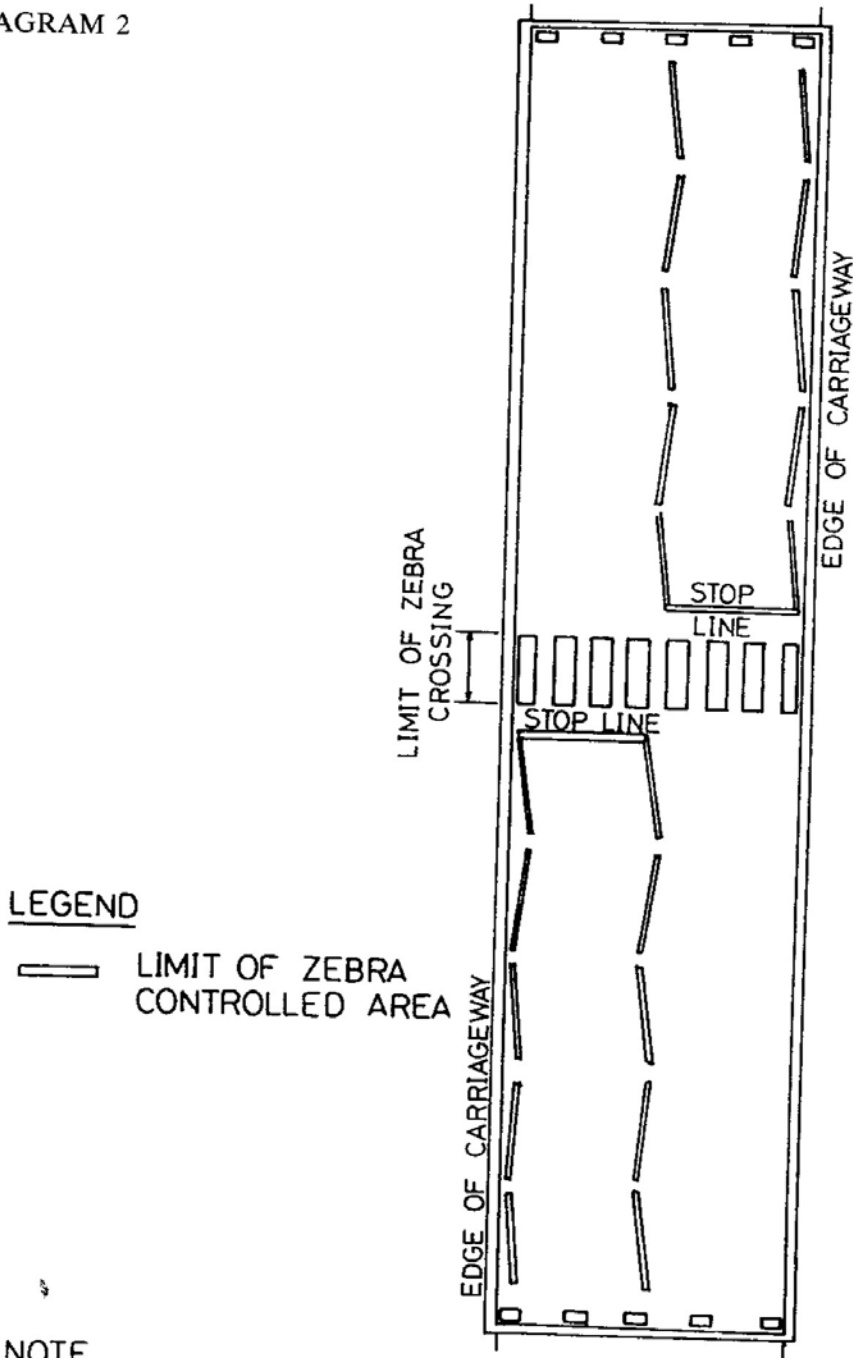 AGRAM 2
EDGE OF CARRIAGEWAY
LIMIT OF ZEBRA
CROSSING
STOP
LINE
STOP LINE
LEGEND
LIMIT OF ZEBRA
CONTROLLED AREA
EDGE OF CARRIAGEWAY
NOTE